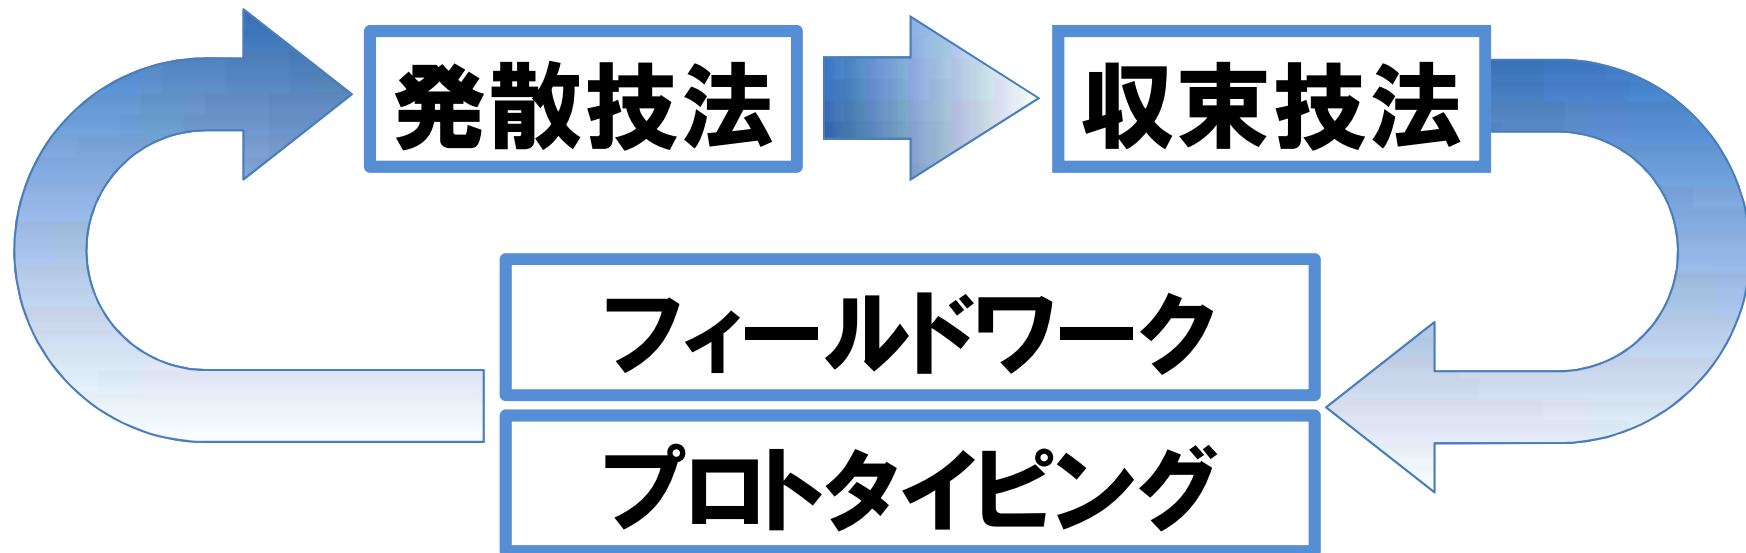 発散技法
収束技法
フィールドワーク
プロトタイピング